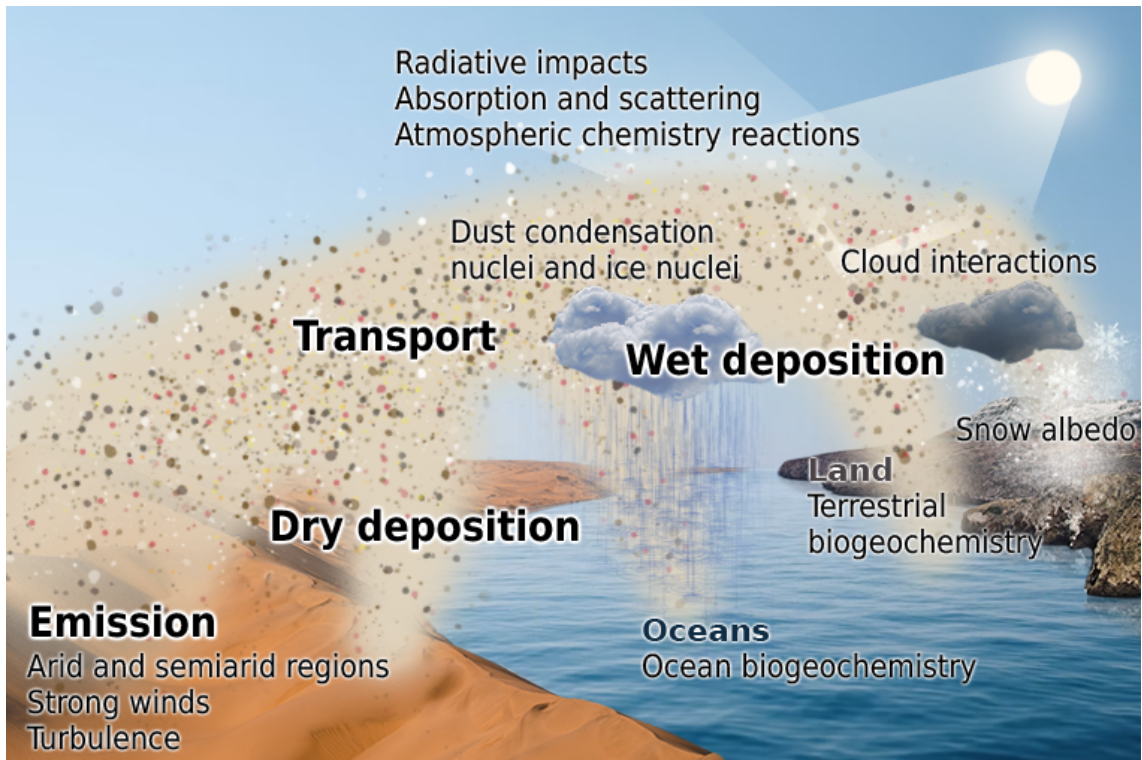 Radiative impacts
Absorption and scattering
Atmospheric chemistry reactions
Dust condensation
nuclei and ice nuclei
Cloud interactions
Transport
Wet deposition
Snow albedo
Land
Terrestrial
biogeochemistry
Dry deposition
Emission
Arid and semiarid regions
Strong winds
Turbulence
Oceans
Ocean biogeochemistry